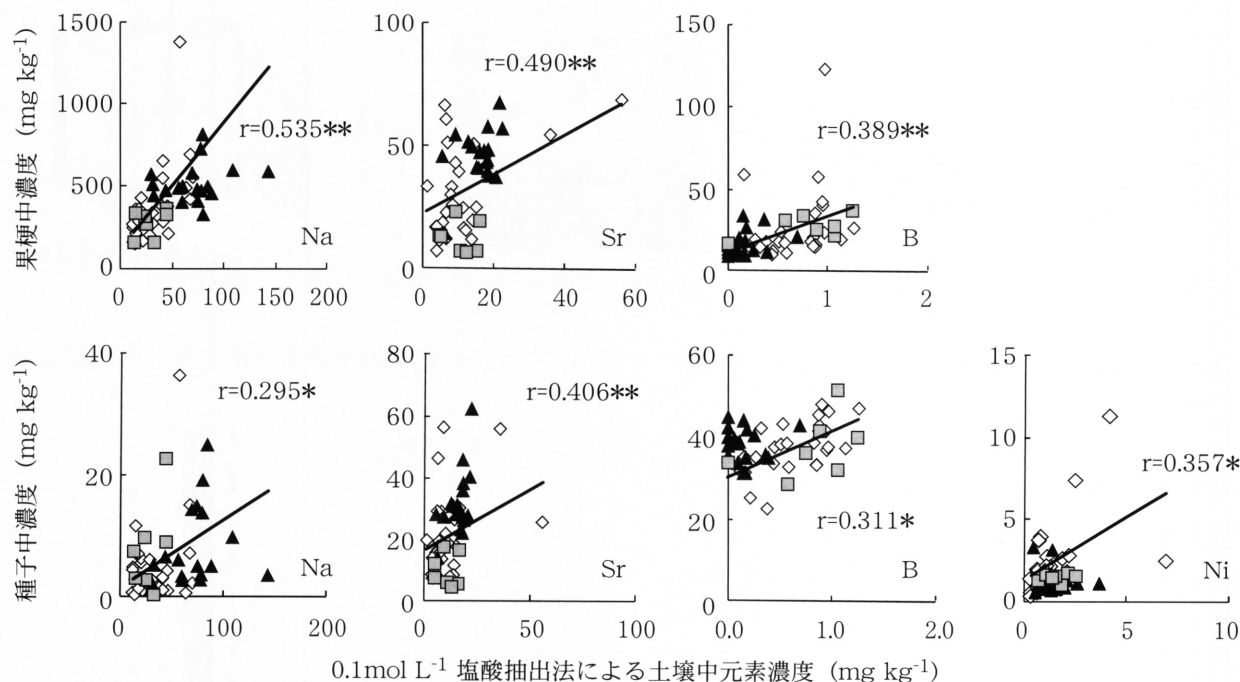 果梗中濃度 (mg kg⁻¹)
1500
1000
500
0
0 50 100 150 200
r=0.535**
Na
100
50
0
0 20 40 60
r=0.490**
Sr
150
100
50
0
0 1 2
r=0.389**
B
種子中濃度 (mg kg⁻¹)
40
20
0
0 100 200
r=0.295*
Na
80
60
40
20
0
0 50 100
r=0.406**
Sr
60
40
20
0
0.0 1.0 2.0
r=0.311*
B
15
10
5
0
0 5 10
r=0.357*
Ni
0.1mol L⁻¹ 塩酸抽出法による土壌中元素濃度 (mg kg⁻¹)